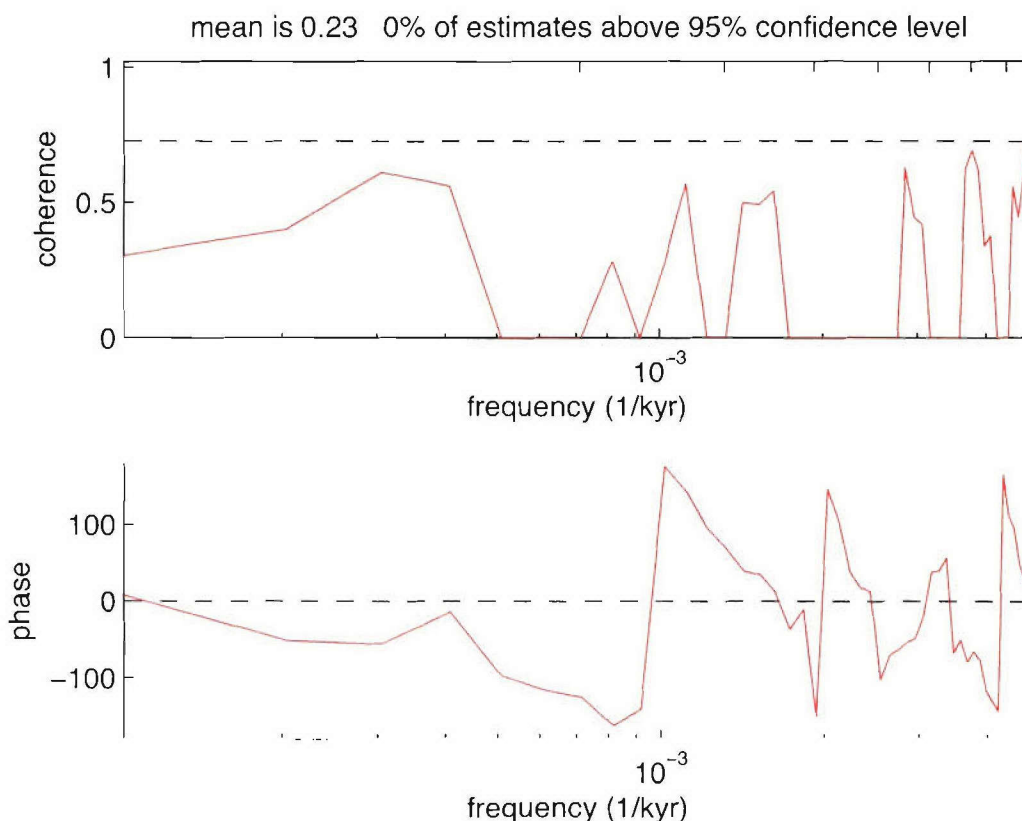 mean is 0.23 0% of estimates above 95% confidence level
1
0.5
0
coherence
10⁻³
frequency (1/kyr)
100
0
−100
phase
10⁻³
frequency (1/kyr)